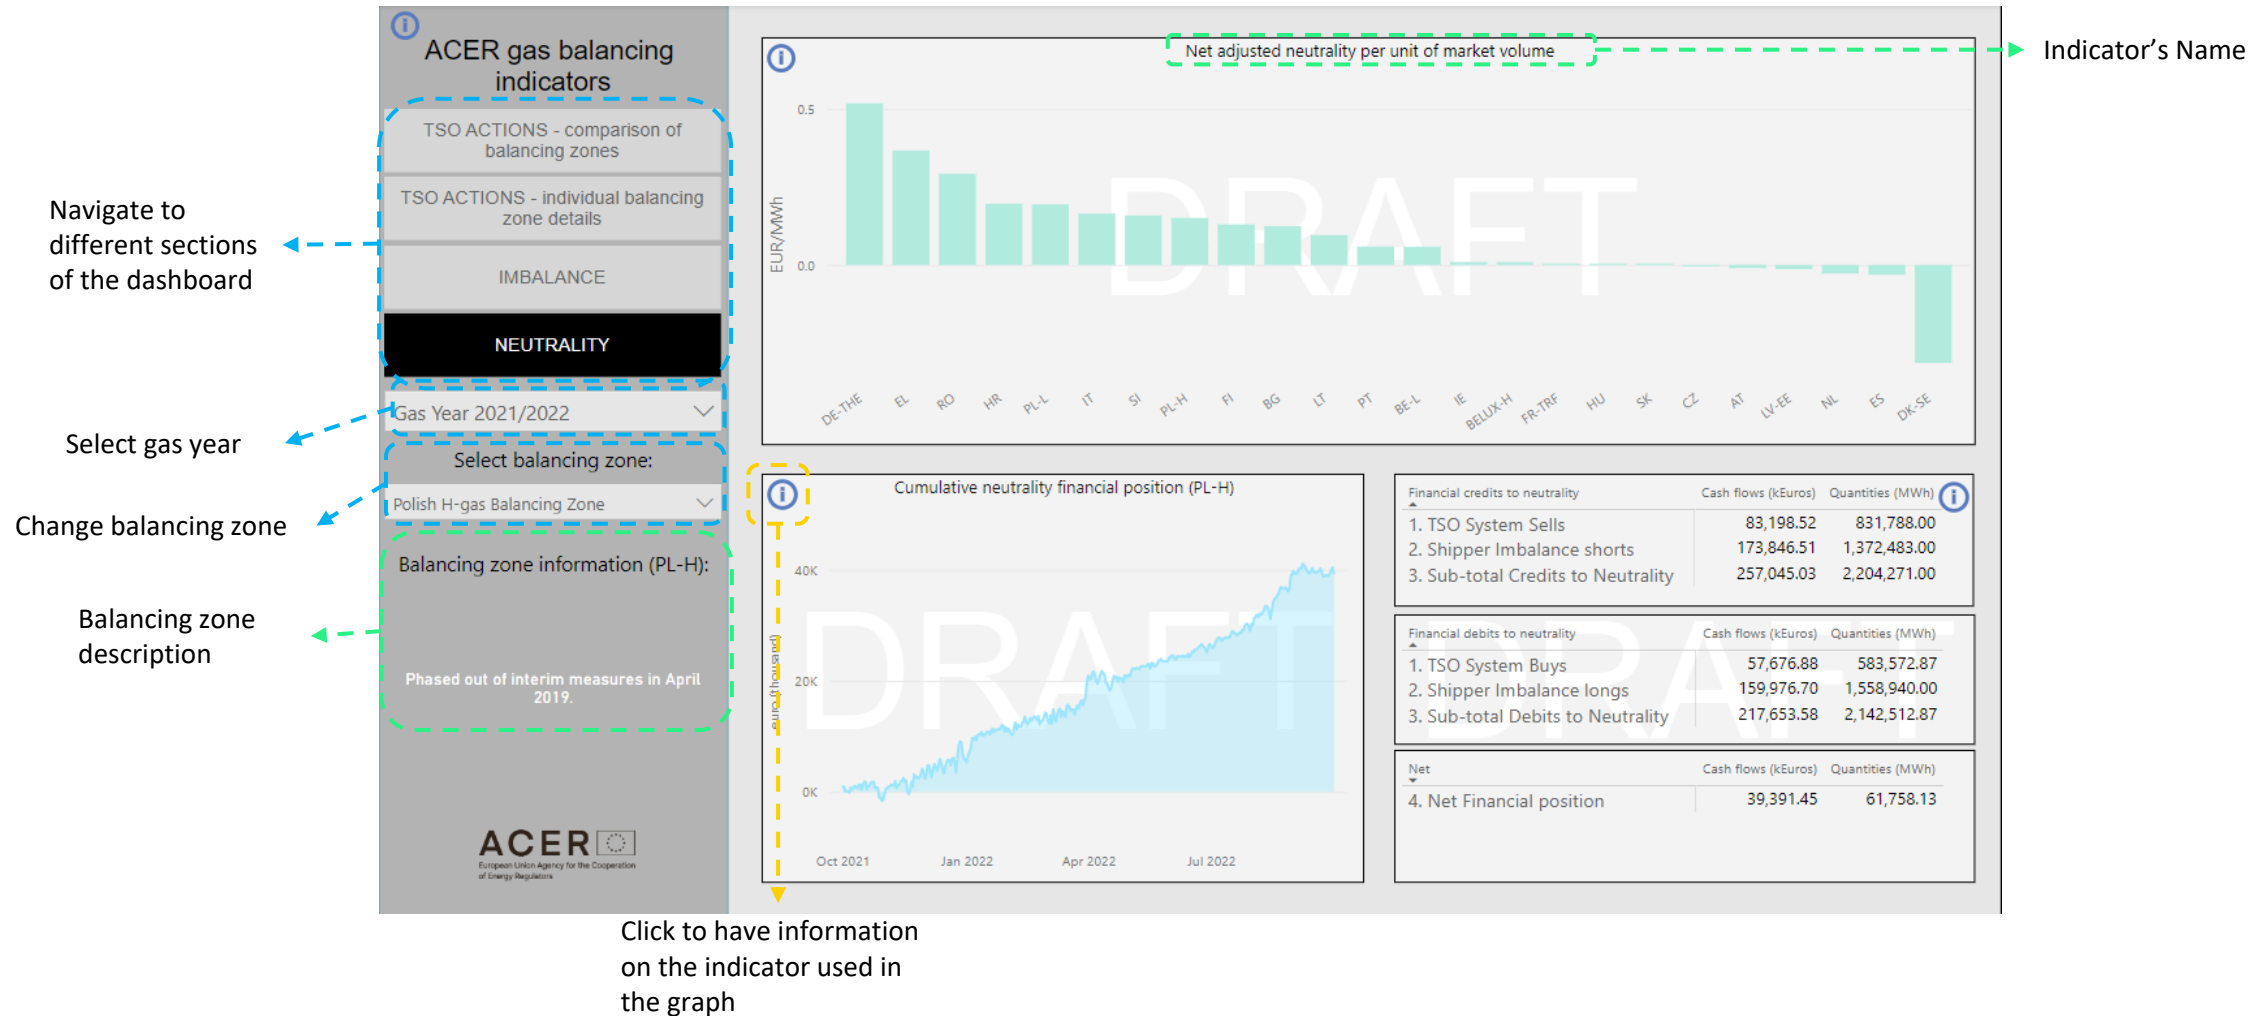 ACER gas balancing
indicators
TSO ACTIONS - comparison of
balancing zones
TSO ACTIONS - individual balancing
zone details
IMBALANCE
NEUTRALITY
Gas Year 2021/2022
Select balancing zone:
Polish H-gas Balancing Zone
Balancing zone information (PL-H):
Phased out of interim measures in April
2019.
ACER
European Union Agency for the Cooperation
of Energy Regulators
Navigate to
different sections
of the dashboard
Select gas year
Change balancing zone
Balancing zone
description
Net adjusted neutrality per unit of market volume
Indicator’s Name
EUR/MWh
0.5
0.0
DRAFT
DE-THE
EL
RO
HR
PL-L
IT
SI
PL-H
FI
BG
LT
PT
BE-L
IE
BELUX-H
FR-TRF
HU
SK
CZ
AT
LV-EE
NL
ES
DK-SE
Cumulative neutrality financial position (PL-H)
euro (thousand)
40K
20K
0K
DRAFT
Oct 2021
Jan 2022
Apr 2022
Jul 2022
Click to have information
on the indicator used in
the graph
Financial credits to neutrality Cash flows (kEuros) Quantities (MWh)
1. TSO System Sells 83,198.52 831,788.00
2. Shipper Imbalance shorts 173,846.51 1,372,483.00
3. Sub-total Credits to Neutrality 257,045.03 2,204,271.00
Financial debits to neutrality Cash flows (kEuros) Quantities (MWh)
1. TSO System Buys 57,676.88 583,572.87
2. Shipper Imbalance longs 159,976.70 1,558,940.00
3. Sub-total Debits to Neutrality 217,653.58 2,142,512.87
DRAFT
Net Cash flows (kEuros) Quantities (MWh)
4. Net Financial position 39,391.45 61,758.13